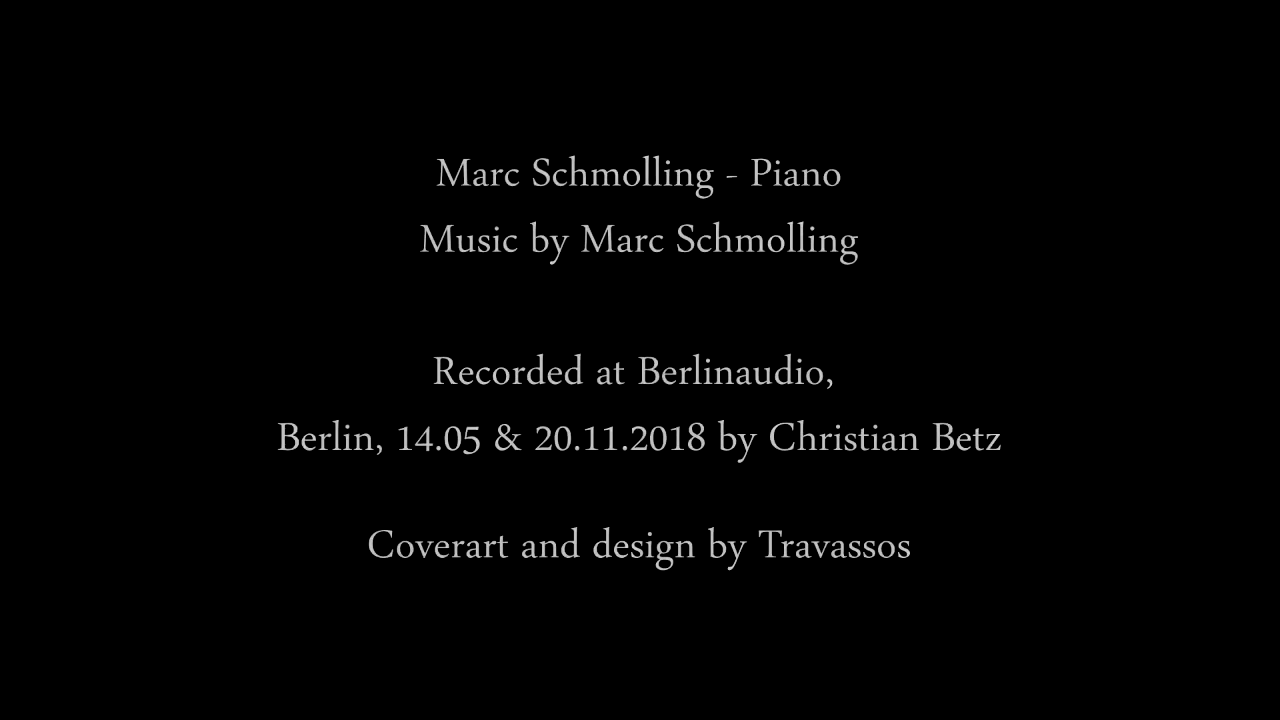 Marc Schmolling - Piano
Music by Marc Schmolling
Recorded at Berlinaudio,
Berlin, 14.05 & 20.11.2018 by Christian Betz
Coverart and design by Travassos